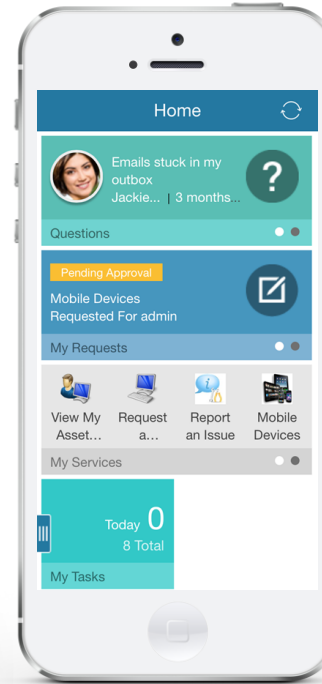 Home
Emails stuck in my
outbox
Jackie... | 3 months...
?
Questions
Pending Approval
Mobile Devices
Requested For admin
My Requests
View My
Asset...
Request
a...
Report
an Issue
Mobile
Devices
My Services
Today 0
8 Total
My Tasks